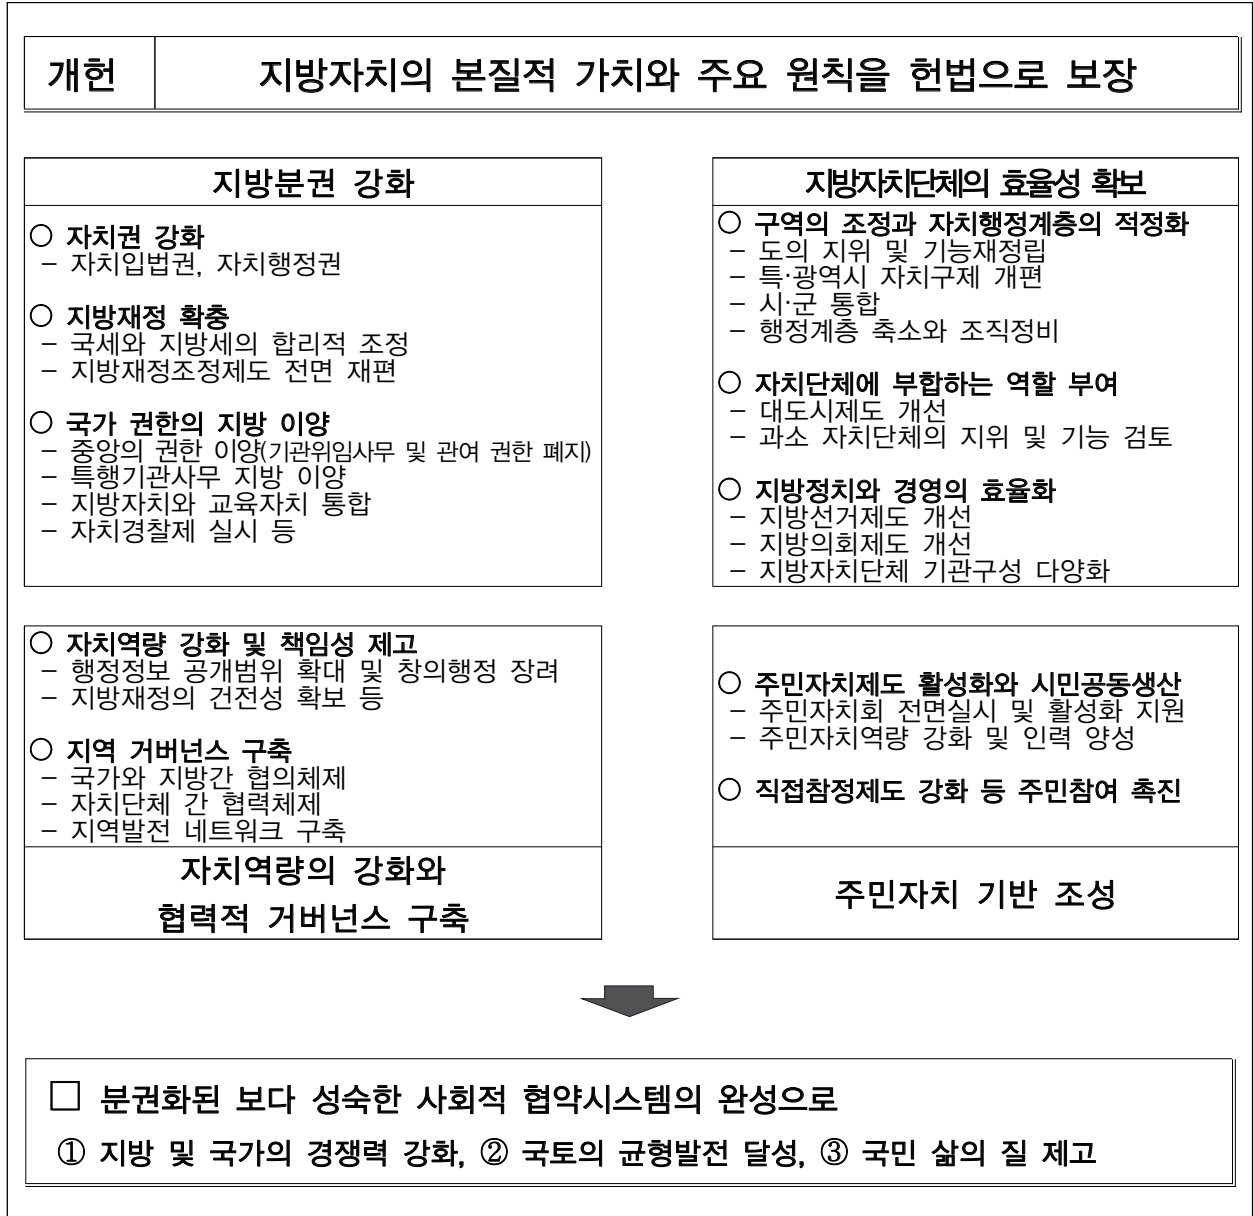 개헌
지방자치의 본질적 가치와 주요 원칙을 헌법으로 보장
지방분권 강화
○ 자치권 강화
– 자치입법권, 자치행정권
○ 지방재정 확충
– 국세와 지방세의 합리적 조정
– 지방재정조정제도 전면 재편
○ 국가 권한의 지방 이양
– 중앙의 권한 이양(기관위임사무 및 관여 권한 폐지)
– 특행기관사무 지방 이양
– 지방자치와 교육자치 통합
– 자치경찰제 실시 등
지방자치단체의 효율성 확보
○ 구역의 조정과 자치행정계층의 적정화
– 도의 지위 및 기능재정립
– 특·광역시 자치구제 개편
– 시·군 통합
– 행정계층 축소와 조직정비
○ 자치단체에 부합하는 역할 부여
– 대도시제도 개선
– 과소 자치단체의 지위 및 기능 검토
○ 지방정치와 경영의 효율화
– 지방선거제도 개선
– 지방의회제도 개선
– 지방자치단체 기관구성 다양화
○ 자치역량 강화 및 책임성 제고
– 행정정보 공개범위 확대 및 창의행정 장려
– 지방재정의 건전성 확보 등
○ 지역 거버넌스 구축
– 국가와 지방간 협의체제
– 자치단체 간 협력체제
– 지역발전 네트워크 구축
자치역량의 강화와
협력적 거버넌스 구축
○ 주민자치제도 활성화와 시민공동생산
– 주민자치회 전면실시 및 활성화 지원
– 주민자치역량 강화 및 인력 양성
○ 직접참정제도 강화 등 주민참여 촉진
주민자치 기반 조성
□ 분권화된 보다 성숙한 사회적 협약시스템의 완성으로
① 지방 및 국가의 경쟁력 강화, ② 국토의 균형발전 달성, ③ 국민 삶의 질 제고